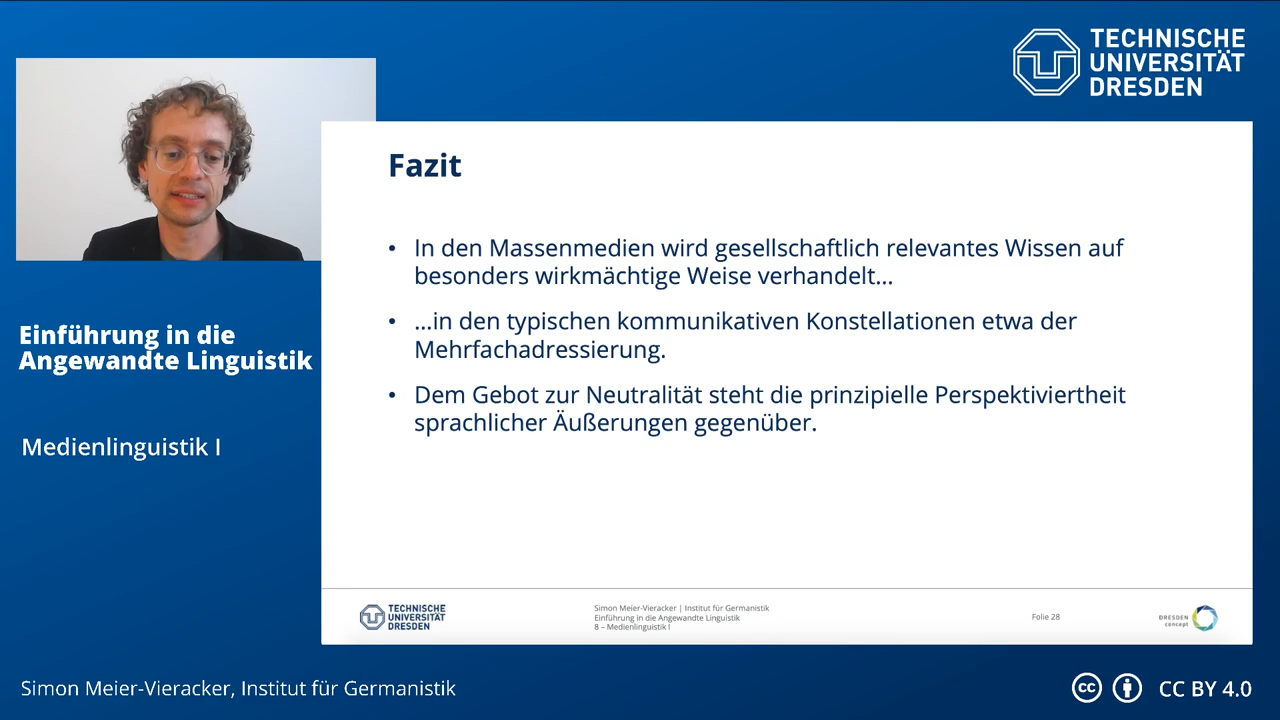 TECHNISCHE
UNIVERSITÄT
DRESDEN
Fazit
• In den Massenmedien wird gesellschaftlich relevantes Wissen auf
besonders wirkmächtige Weise verhandelt…
• …in den typischen kommunikativen Konstellationen etwa der
Mehrfachadressierung.
• Dem Gebot zur Neutralität steht die prinzipielle Perspektiviertheit
sprachlicher Äußerungen gegenüber.
Einführung in die
Angewandte Linguistik
Medienlinguistik I
TECHNISCHE
UNIVERSITÄT
DRESDEN
Simon Meier-Vieracker | Institut für Germanistik
Einführung in die Angewandte Linguistik
8 – Medienlinguistik I
Folie 28
DRESDEN
concept
Simon Meier-Vieracker, Institut für Germanistik
cc
CC BY 4.0